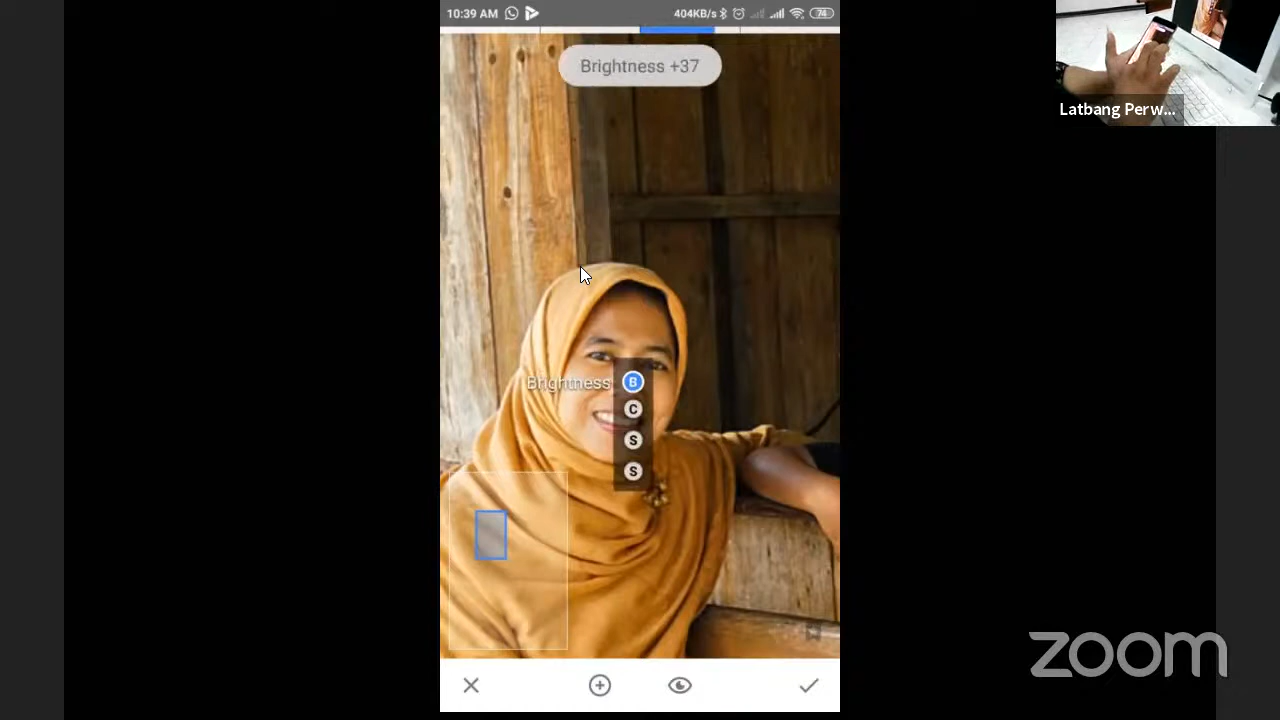 10:39 AM
404KB/s
74
Brightness +37
Latbang Perw...
Brightness
B
C
S
S
zoom